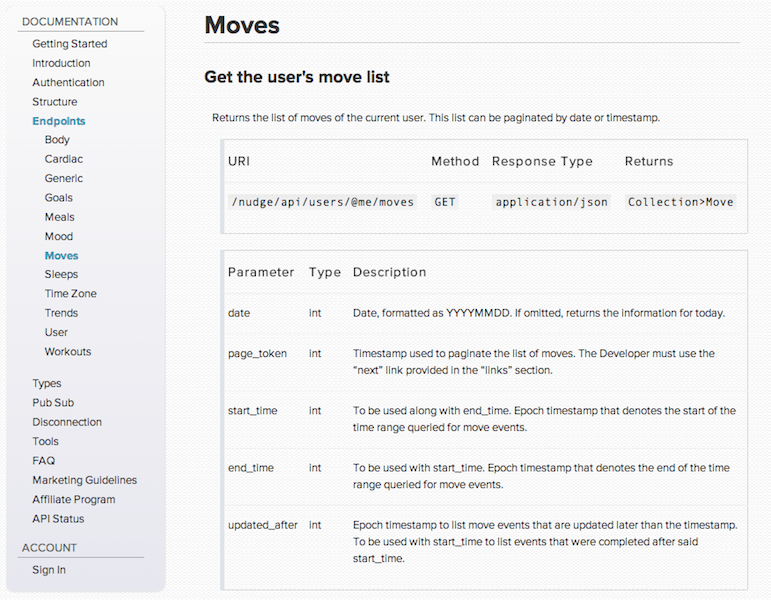 DOCUMENTATION
Getting Started
Introduction
Authentication
Structure
Endpoints
Body
Cardiac
Generic
Goals
Meals
Mood
Moves
Sleeps
Time Zone
Trends
User
Workouts
Types
Pub Sub
Disconnection
Tools
FAQ
Marketing Guidelines
Affiliate Program
API Status
ACCOUNT
Sign In
Moves
Get the user's move list
Returns the list of moves of the current user. This list can be paginated by date or timestamp.
URI Method Response Type Returns
/nudge/api/users/@me/moves GET application/json Collection>Move
Parameter Type Description
date int Date, formatted as YYYYMMDD. If omitted, returns the information for today.
page_token int Timestamp used to paginate the list of moves. The Developer must use the
“next” link provided in the “links” section.
start_time int To be used along with end_time. Epoch timestamp that denotes the start of the
time range queried for move events.
end_time int To be used with start_time. Epoch timestamp that denotes the end of the time
range queried for move events.
updated_after int Epoch timestamp to list move events that are updated later than the timestamp.
To be used with start_time to list events that were completed after said
start_time.